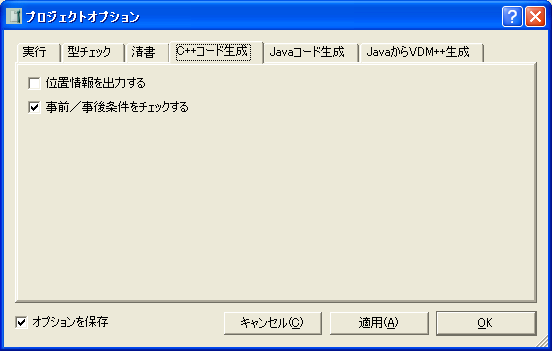 プロジェクトオプション
実行 型チェック 清書 C++コード生成 Javaコード生成 JavaからVDM++生成
位置情報を出力する
事前／事後条件をチェックする
オプションを保存 キャンセル(C) 適用(A) OK